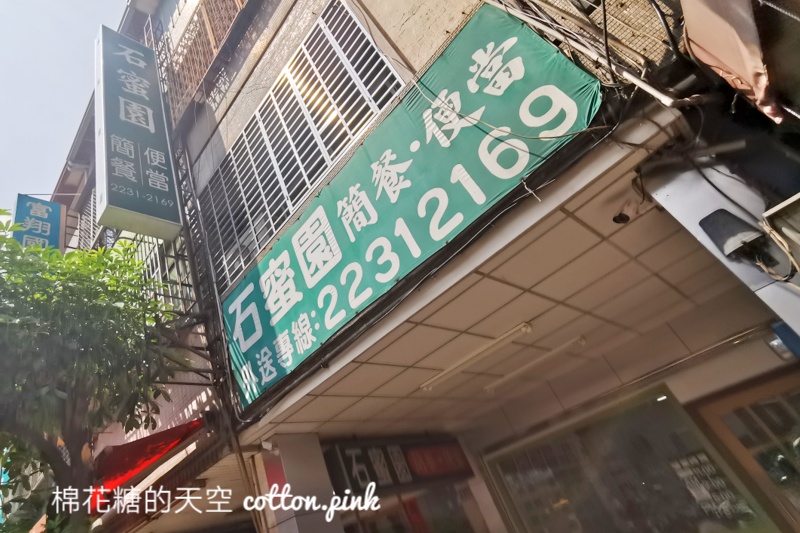 石蜜園
簡餐
便當
2231-2169
富翔園
石蜜園 簡餐·便當
外送專線:22312169
石蜜園
棉花糖的天空 cotton.pink